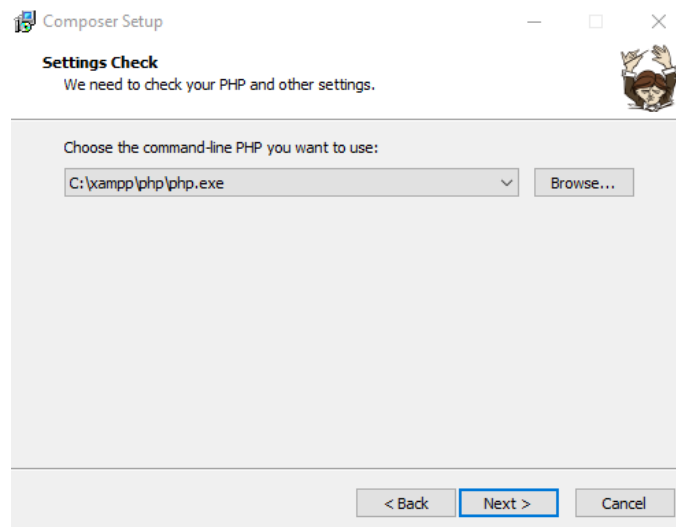 Composer Setup
Settings Check
We need to check your PHP and other settings.
Choose the command-line PHP you want to use:
C:\xampp\php\php.exe
Browse...
< Back
Next >
Cancel